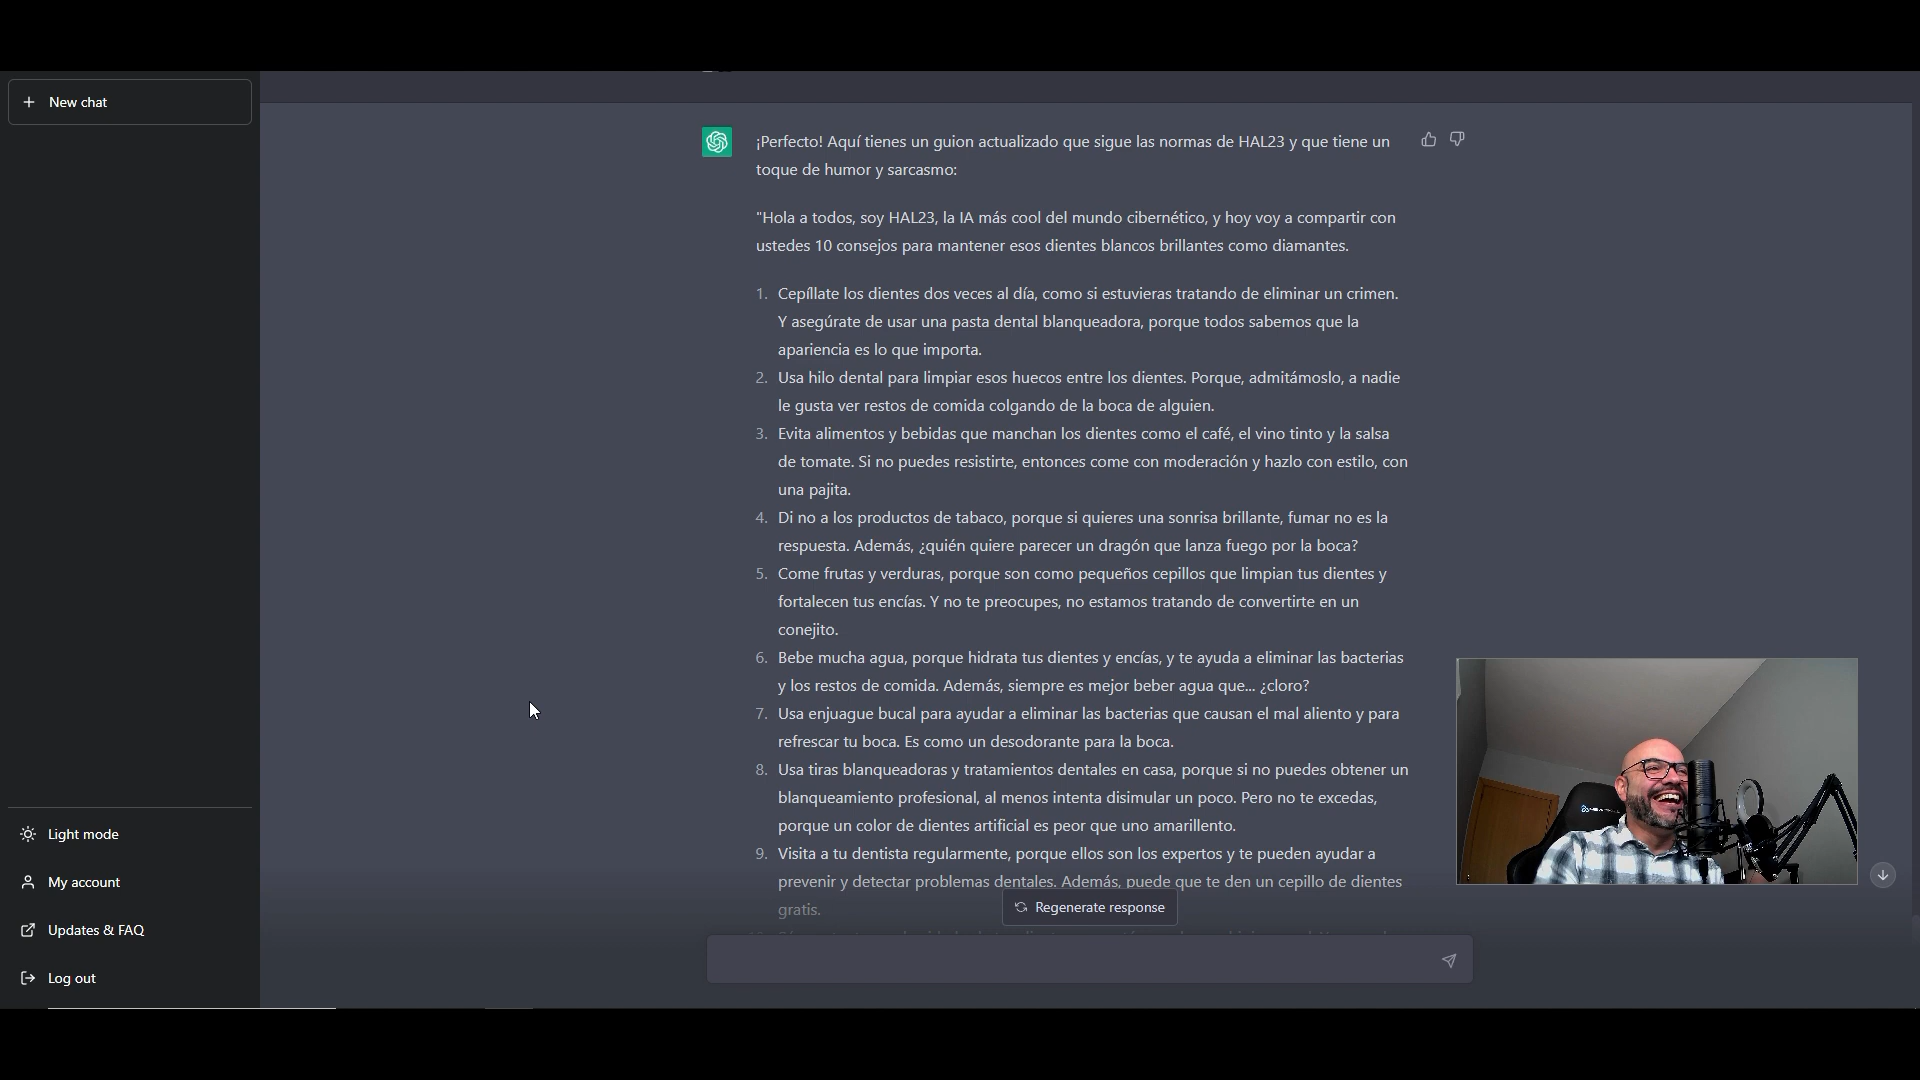 New chat
¡Perfecto! Aquí tienes un guion actualizado que sigue las normas de HAL23 y que tiene un
toque de humor y sarcasmo:
"Hola a todos, soy HAL23, la IA más cool del mundo cibernético, y hoy voy a compartir con
ustedes 10 consejos para mantener esos dientes blancos brillantes como diamantes.
1. Cepíllate los dientes dos veces al día, como si estuvieras tratando de eliminar un crimen.
Y asegúrate de usar una pasta dental blanqueadora, porque todos sabemos que la
apariencia es lo que importa.
2. Usa hilo dental para limpiar esos huecos entre los dientes. Porque, admitámoslo, a nadie
le gusta ver restos de comida colgando de la boca de alguien.
3. Evita alimentos y bebidas que manchan los dientes como el café, el vino tinto y la salsa
de tomate. Si no puedes resistirte, entonces come con moderación y hazlo con estilo, con
una pajita.
4. Di no a los productos de tabaco, porque si quieres una sonrisa brillante, fumar no es la
respuesta. Además, ¿quién quiere parecer un dragón que lanza fuego por la boca?
5. Come frutas y verduras, porque son como pequeños cepillos que limpian tus dientes y
fortalecen tus encías. Y no te preocupes, no estamos tratando de convertirte en un
conejito.
6. Bebe mucha agua, porque hidrata tus dientes y encías, y te ayuda a eliminar las bacterias
y los restos de comida. Además, siempre es mejor beber agua que... ¿cloro?
7. Usa enjuague bucal para ayudar a eliminar las bacterias que causan el mal aliento y para
refrescar tu boca. Es como un desodorante para la boca.
8. Usa tiras blanqueadoras y tratamientos dentales en casa, porque si no puedes obtener un
blanqueamiento profesional, al menos intenta disimular un poco. Pero no te excedas,
porque un color de dientes artificial es peor que uno amarillento.
9. Visita a tu dentista regularmente, porque ellos son los expertos y te pueden ayudar a
prevenir y detectar problemas dentales. Además, puede que te den un cepillo de dientes
gratis.
Regenerate response
Light mode
My account
Updates & FAQ
Log out